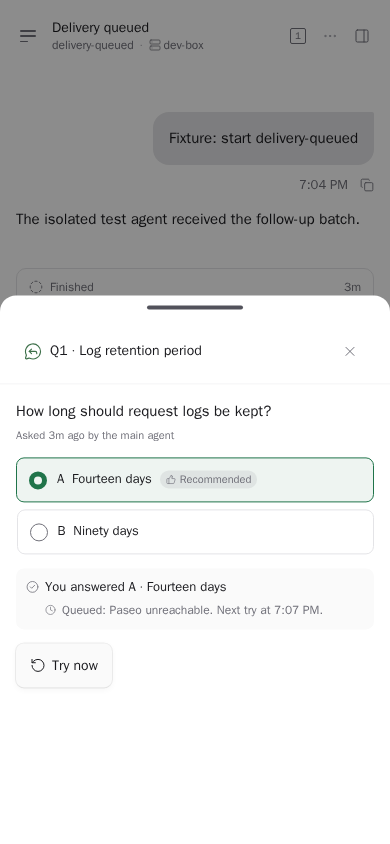 Delivery queued
delivery-queued · dev-box
1
Fixture: start delivery-queued
7:04 PM
The isolated test agent received the follow-up batch.
Finished 3m
Q1 · Log retention period
How long should request logs be kept?
Asked 3m ago by the main agent
A Fourteen days Recommended
B Ninety days
You answered A · Fourteen days
Queued: Paseo unreachable. Next try at 7:07 PM.
Try now